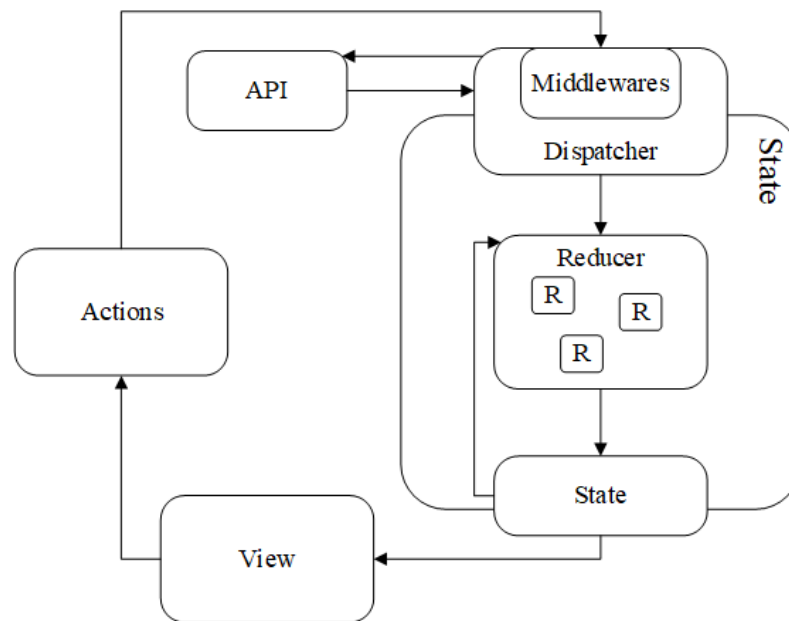 Middlewares
API
Dispatcher
State
Reducer
R
R
R
Actions
State
View